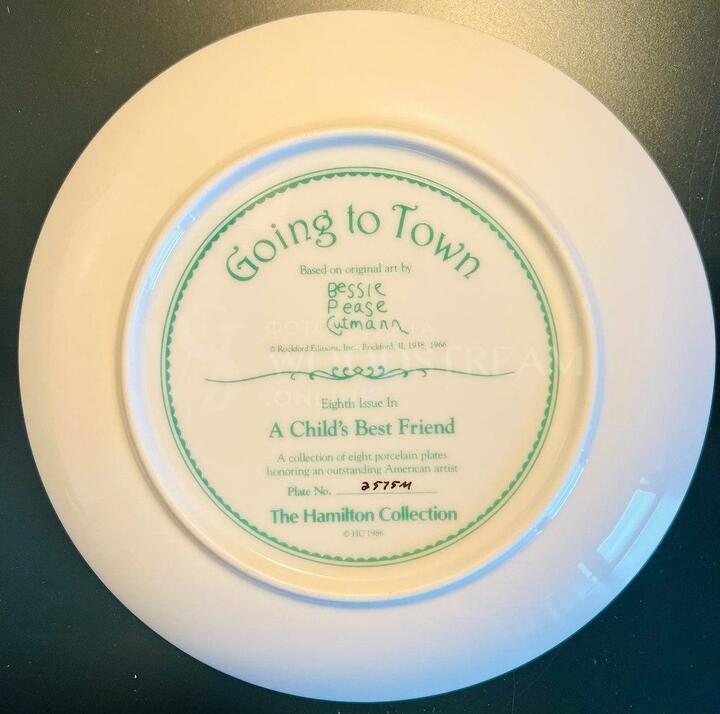 Going to Town
Based on original art by
Bessie
Pease
Gutmann
© Rockford Editions, Inc., Rockford, IL 1938, 1966
Eighth Issue In
A Child's Best Friend
A collection of eight porcelain plates
honoring an outstanding American artist
Plate No. 2575M
The Hamilton Collection
© HC 1986